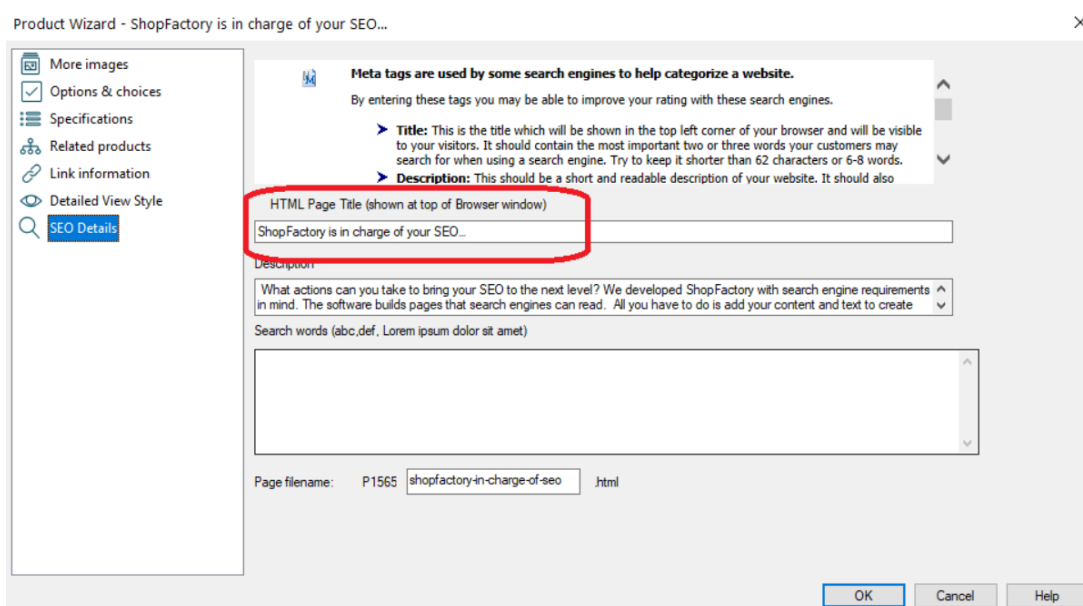 Product Wizard - ShopFactory is in charge of your SEO...
More images
Options & choices
Specifications
Related products
Link information
Detailed View Style
SEO Details
Meta tags are used by some search engines to help categorize a website.
By entering these tags you may be able to improve your rating with these search engines.
Title: This is the title which will be shown in the top left corner of your browser and will be visible
to your visitors. It should contain the most important two or three words your customers may
search for when using a search engine. Try to keep it shorter than 62 characters or 6-8 words.
Description: This should be a short and readable description of your website. It should also
HTML Page Title (shown at top of Browser window)
ShopFactory is in charge of your SEO...
Description
What actions can you take to bring your SEO to the next level? We developed ShopFactory with search engine requirements
in mind. The software builds pages that search engines can read. All you have to do is add your content and text to create
Search words (abc,def, Lorem ipsum dolor sit amet)
Page filename: P1565 shopfactory-in-charge-of-seo .html
OK Cancel Help